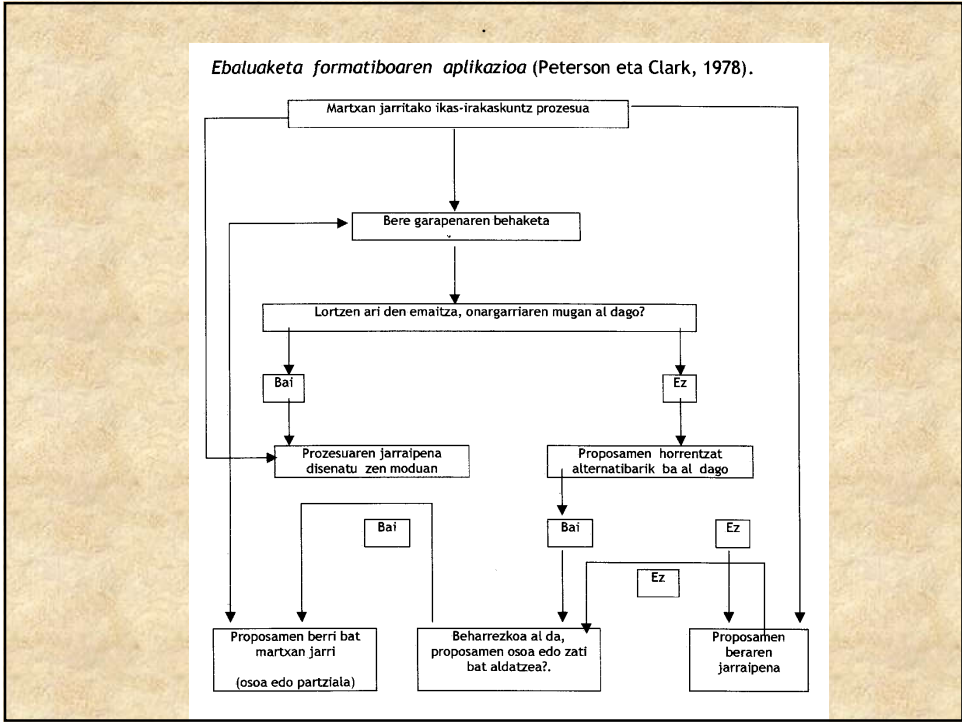 Ebaluaketa formatiboaren aplikazioa (Peterson eta Clark, 1978).
Martxan jarritako ikas-irakaskuntz prozesua
Bere garapenaren behaketa
Lortzen ari den emaitza, onargarriaren mugan al dago?
Bai
Ez
Prozesuaren jarraipena
disenatu zen moduan
Proposamen horrentzat
alternatibarik ba al dago
Bai
Bai
Ez
Ez
Proposamen berri bat
martxan jarri
(osoa edo partziala)
Beharrezkoa al da,
proposamen osoa edo zati
bat aldatzea?.
Proposamen
beraren
jarraipena